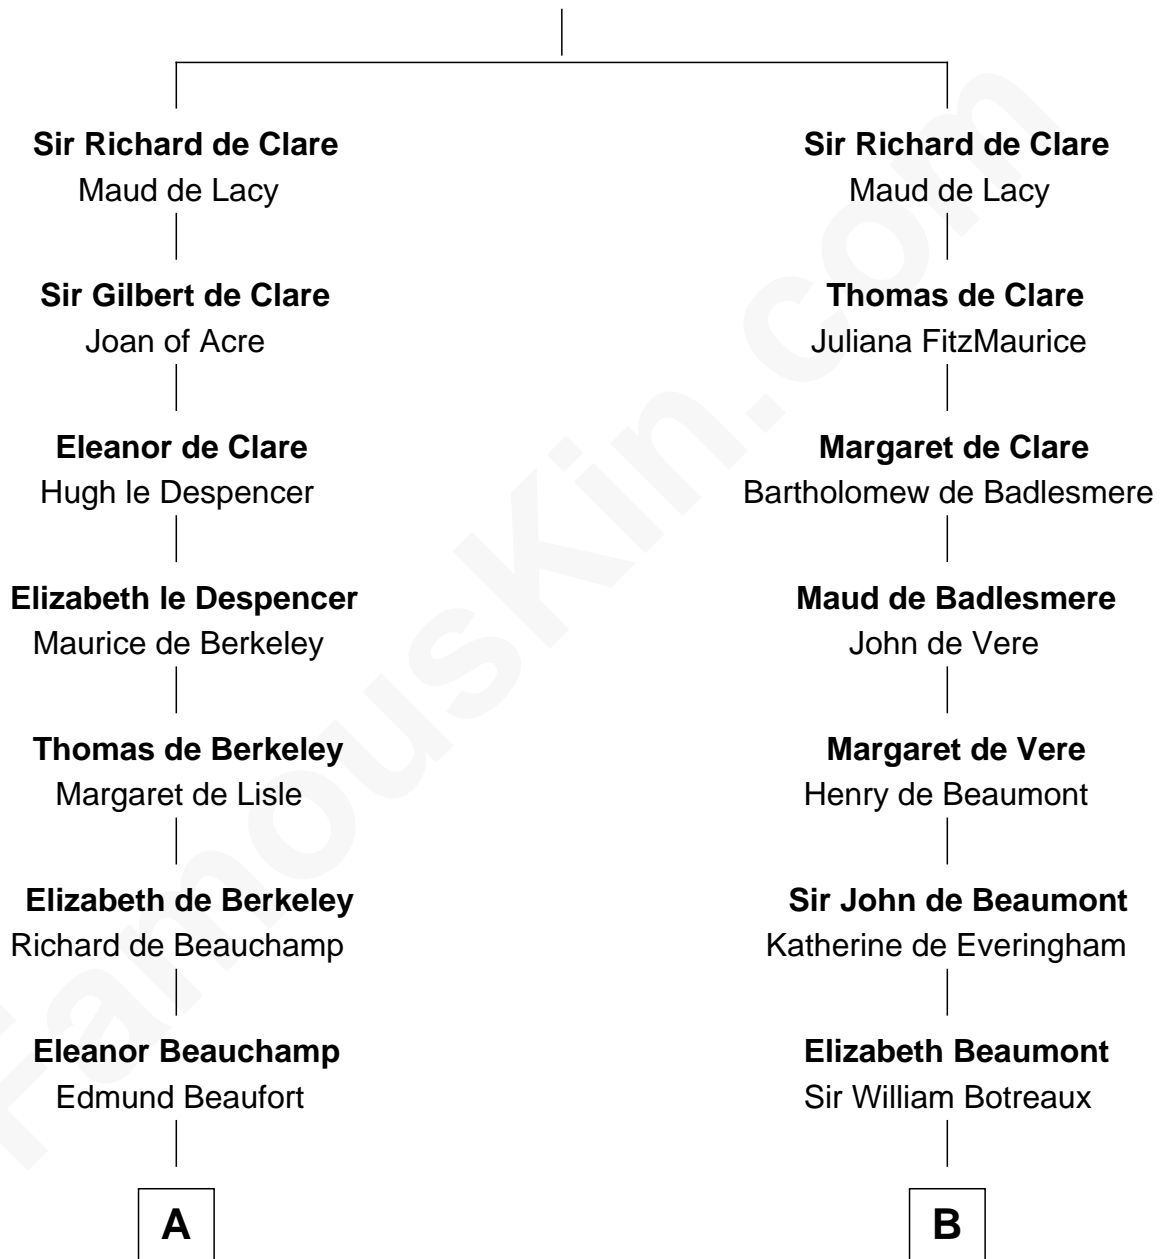 Sir Richard de Clare
Maud de Lacy
Sir Gilbert de Clare
Joan of Acre
Eleanor de Clare
Hugh le Despencer
Elizabeth le Despencer
Maurice de Berkeley
Thomas de Berkeley
Margaret de Lisle
Elizabeth de Berkeley
Richard de Beauchamp
Eleanor Beauchamp
Edmund Beaufort
A
Sir Richard de Clare
Maud de Lacy
Thomas de Clare
Juliana FitzMaurice
Margaret de Clare
Bartholomew de Badlesmere
Maud de Badlesmere
John de Vere
Margaret de Vere
Henry de Beaumont
Sir John de Beaumont
Katherine de Everingham
Elizabeth Beaumont
Sir William Botreaux
B
FamousKin.com